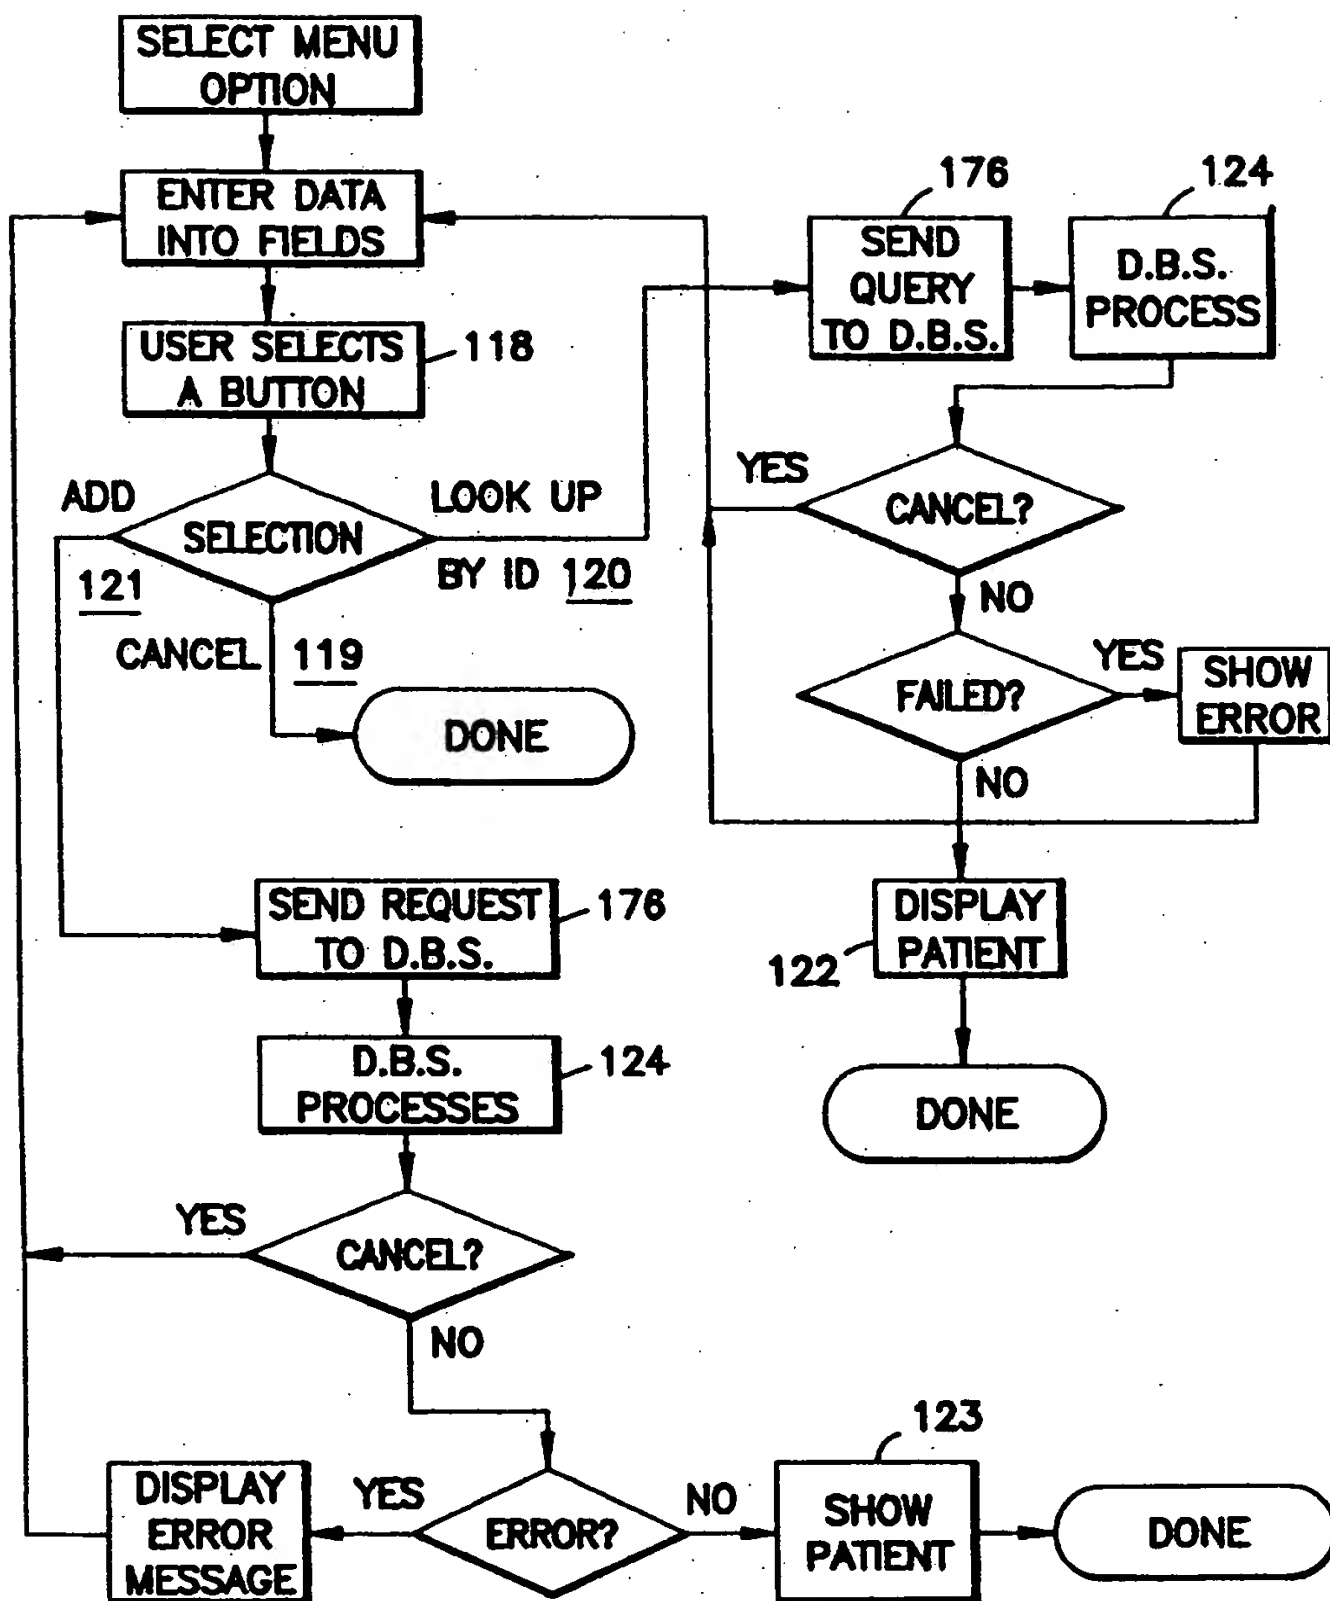 SELECT MENU
OPTION
ENTER DATA
INTO FIELDS
USER SELECTS
A BUTTON
118
ADD
SELECTION
LOOK UP
BY ID 120
121
CANCEL 119
DONE
176
SEND
QUERY
TO D.B.S.
124
D.B.S.
PROCESS
YES
CANCEL?
NO
FAILED?
YES
SHOW
ERROR
NO
DISPLAY
PATIENT
122
DONE
SEND REQUEST
TO D.B.S.
176
D.B.S.
PROCESSES
124
YES
CANCEL?
NO
DISPLAY
ERROR
MESSAGE
YES
ERROR?
NO
123
SHOW
PATIENT
DONE